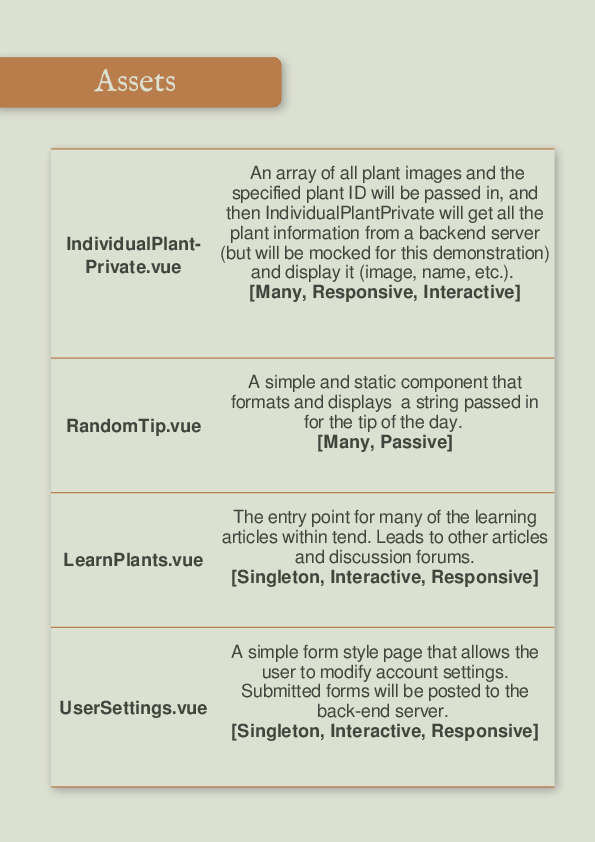 Assets
IndividualPlant-
Private.vue
An array of all plant images and the
specified plant ID will be passed in, and
then IndividualPlantPrivate will get all the
plant information from a backend server
(but will be mocked for this demonstration)
and display it (image, name, etc.).
[Many, Responsive, Interactive]
RandomTip.vue
A simple and static component that
formats and displays  a string passed in
for the tip of the day.
[Many, Passive]
LearnPlants.vue
The entry point for many of the learning
articles within tend. Leads to other articles
and discussion forums.
[Singleton, Interactive, Responsive]
UserSettings.vue
A simple form style page that allows the
user to modify account settings.
Submitted forms will be posted to the
back-end server.
[Singleton, Interactive, Responsive]